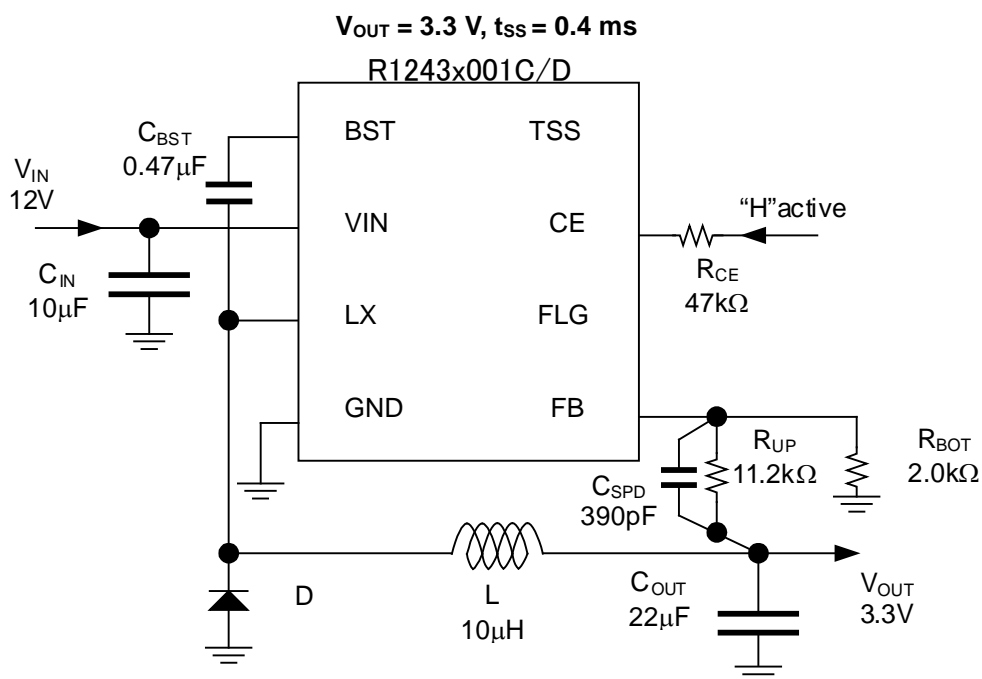 VOUT = 3.3 V, tSS = 0.4 ms
R1243x001C/D
BST
TSS
CBST
0.47μF
VIN
12V
VIN
CE
"H"active
CIN
10μF
RCE
47kΩ
LX
FLG
GND
FB
RUP
11.2kΩ
RBOT
2.0kΩ
CSPD
390pF
D
L
10μH
COUT
22μF
VOUT
3.3V